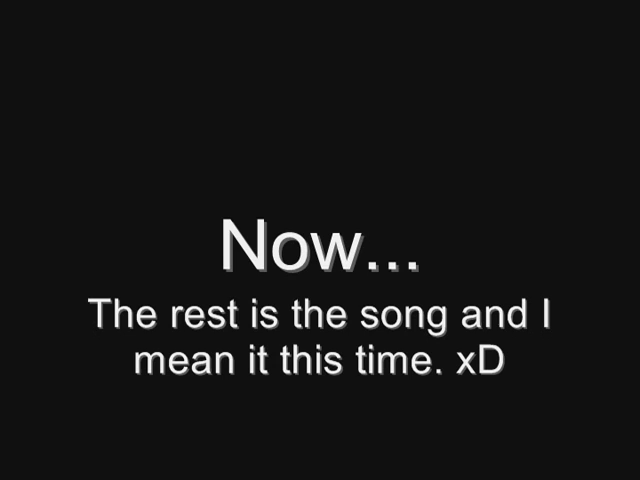 Now...
The rest is the song and I
mean it this time. xD